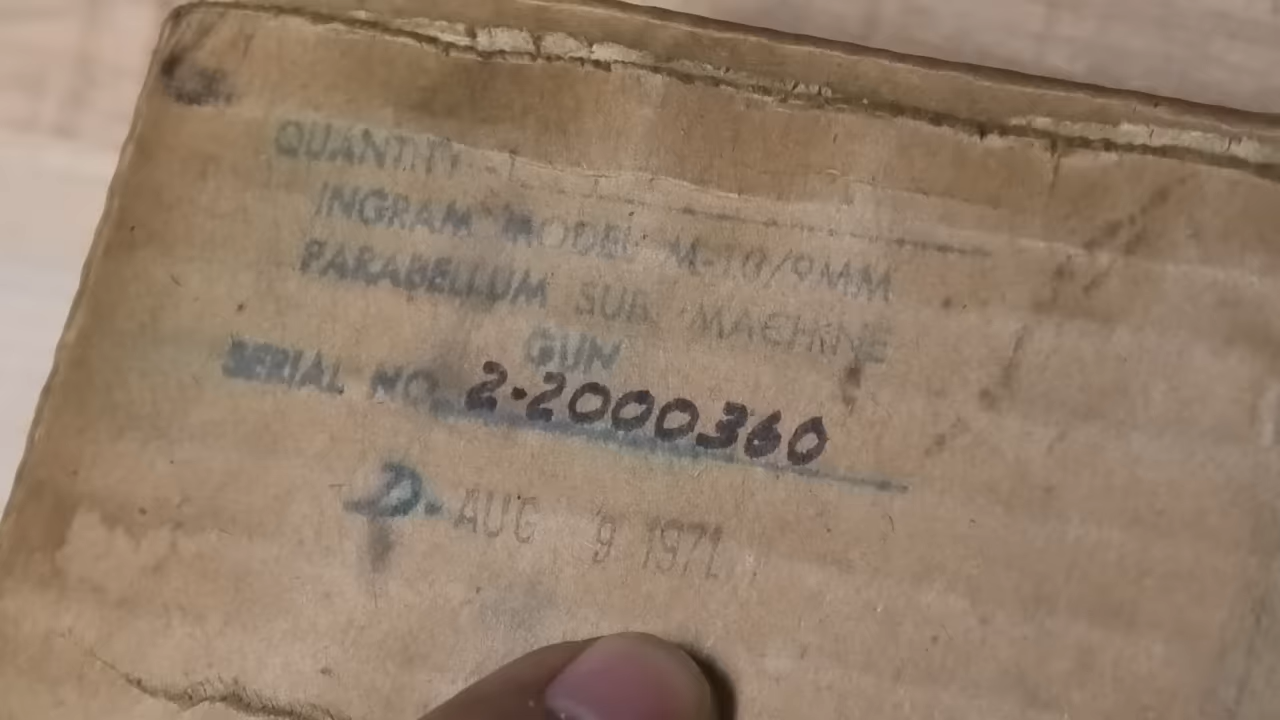 QUANTITY
INGRAM MODEL M-10/9MM
PARABELLUM SUB MACHINE
GUN
SERIAL NO. 2-2000360
D. AUG 9 1971